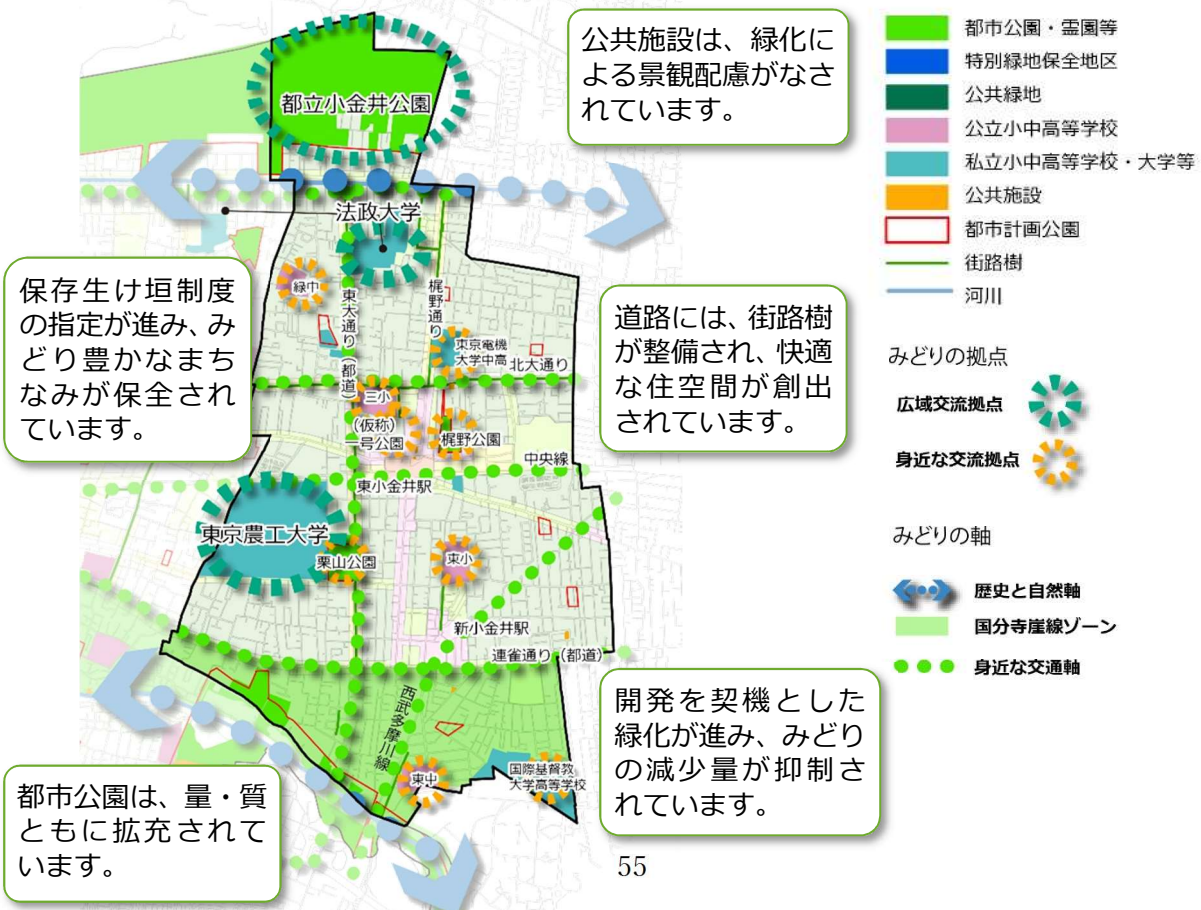 公共施設は、緑化に
よる景観配慮がなさ
れています。
都市公園・霊園等
特別緑地保全地区
公共緑地
公立小中高等学校
私立小中高等学校・大学等
公共施設
都市計画公園
街路樹
河川
みどりの拠点
広域交流拠点
身近な交流拠点
みどりの軸
歴史と自然軸
国分寺崖線ゾーン
身近な交通軸
都立小金井公園
法政大学
保存生け垣制度
の指定が進み、み
どり豊かなまち
なみが保全され
ています。
緑中
東大通り（都道）
梶野通り
東京電機
大学中高
北大通り
道路には、街路樹
が整備され、快適
な住空間が創出
されています。
三小
（仮称）
一号公園
梶野公園
中央線
東小金井駅
東京農工大学
栗山公園
東小
新小金井駅
連雀通り（都道）
西武多摩川線
東中
国際基督教
大学高等学校
開発を契機とした
緑化が進み、みどり
の減少量が抑制さ
れています。
都市公園は、量・質
ともに拡充されて
います。
55